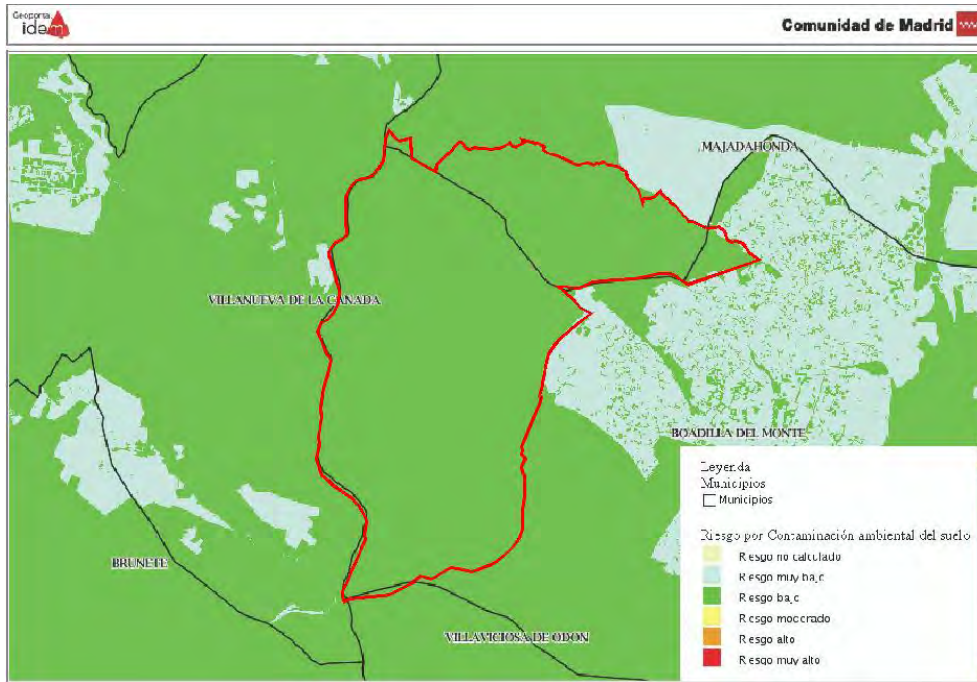 Geoportal
idem
Comunidad de Madrid
MAJADAHONDA
VILLANUEVA DE LA CAÑADA
BOADILLA DEL MONTE
BRUNETE
VILLAVICIOSA DE ODON
Leyenda
Municipios
Municipios
Riesgo por Contaminación ambiental del suelo
Riesgo no calculado
Riesgo muy bajo
Riesgo bajo
Riesgo moderado
Riesgo alto
Riesgo muy alto